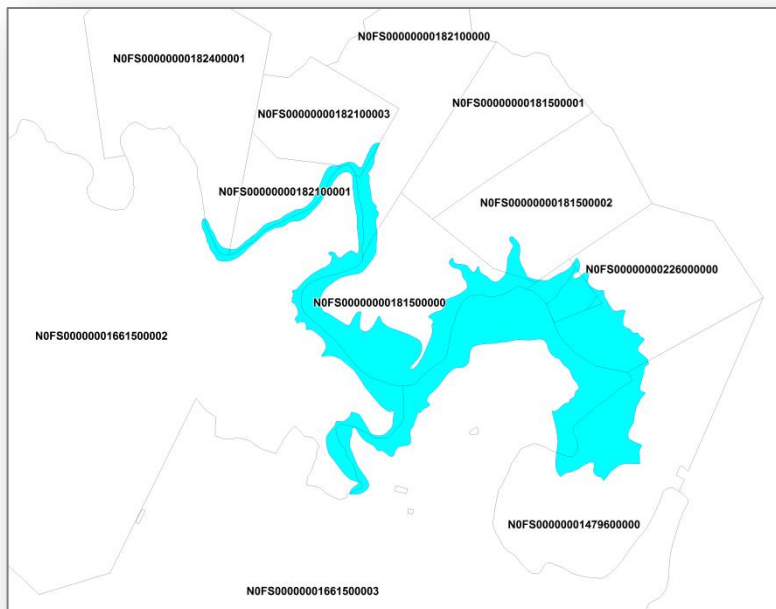 N0FS00000000182100000
N0FS00000000182400001
N0FS00000000181500001
N0FS00000000182100003
N0FS00000000182100001
N0FS00000000181500002
N0FS00000000226000000
N0FS00000000181500000
N0FS00000001661500002
N0FS00000001479600000
N0FS00000001661500003